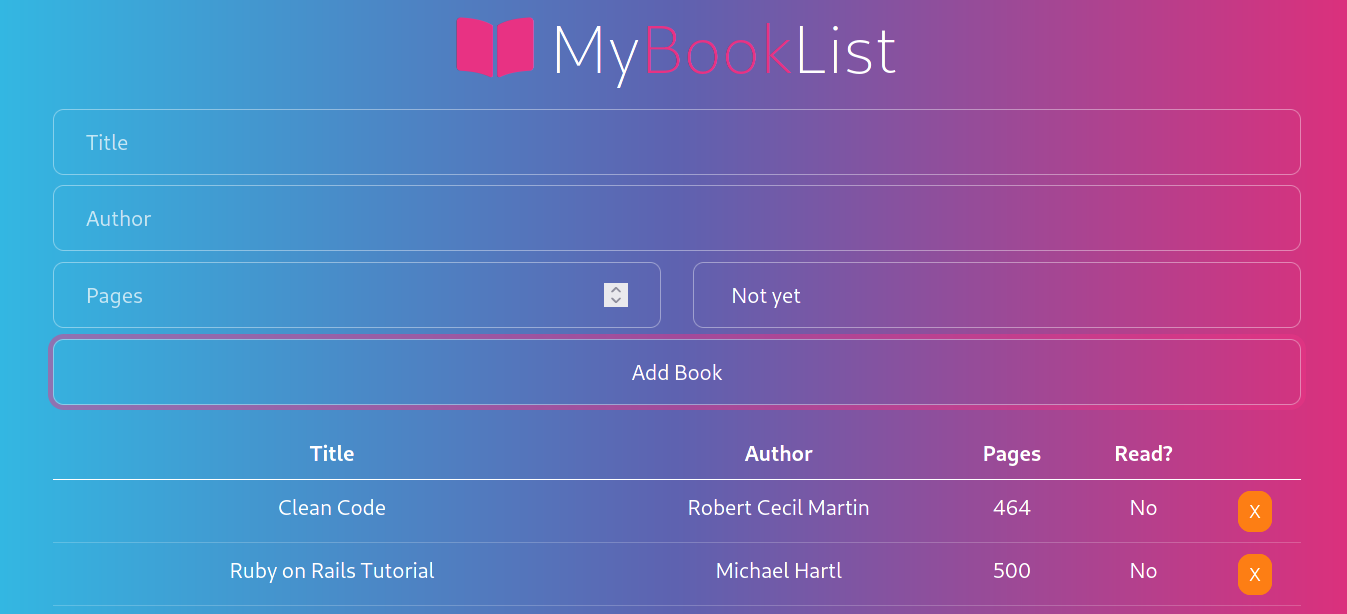 MyBookList
Title
Author
Pages Not yet
Add Book
Title Author Pages Read?
Clean Code Robert Cecil Martin 464 No X
Ruby on Rails Tutorial Michael Hartl 500 No X